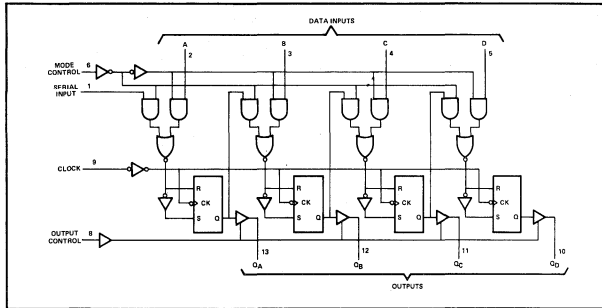 DATA INPUTS
A B C D
2 3 4 5
MODE CONTROL 6
SERIAL INPUT 1
CLOCK 9
R R R R
CK CK CK CK
S Q S Q S Q S Q
OUTPUT CONTROL 8
13 12 11 10
QA QB QC QD
OUTPUTS